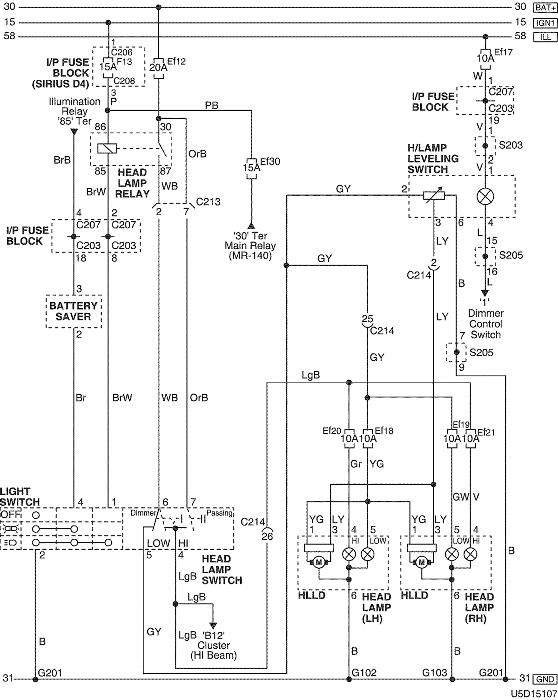 30 30 BAT+
15 15 IGN1
58 58 ILL
1
C206
I/P FUSE BLOCK (SIRIUS D4)
15A F13
C208
3
P
20A Ef12
10A Ef17
W
1
C207
I/P FUSE BLOCK
C203
19
V
1
S203
2
V
1
Illumination Relay '85' Ter
PB
86 30
85 87
HEAD LAMP RELAY
OrB
BrB
BrW
WB
C213
2 7
15A Ef30
'30' Ter Main Relay (MR-140)
H/LAMP LEVELING SWITCH
GY 2
3 6 4
LY
L
15
S205
16
L
'1' Dimmer Control Switch
2
C214
B
LY
7
S205
9
I/P FUSE BLOCK
4 2
C207 C207
C203 C203
18 8
3
BATTERY SAVER
2
GY
25
C214
GY
LgB
Br BrW WB OrB
Ef20 10A
10A Ef18
Ef19 10A
10A Ef21
Gr YG
GW V
LIGHT SWITCH
4 1
OFF
2
6 7
Dimmer Passing
LOW HI
5 4
HEAD LAMP SWITCH
C214
26
LgB
LgB
'B12' Cluster (HI Beam)
GY
LgB
YG LY
1 3 4 5
HI LOW
M
HLLD
HEAD LAMP (LH)
6
B
YG LY
1 3 5 4
LOW HI
M
HLLD
HEAD LAMP (RH)
6
B
B
B
31 G201 G102 G103 G201 31 GND
U5D15107